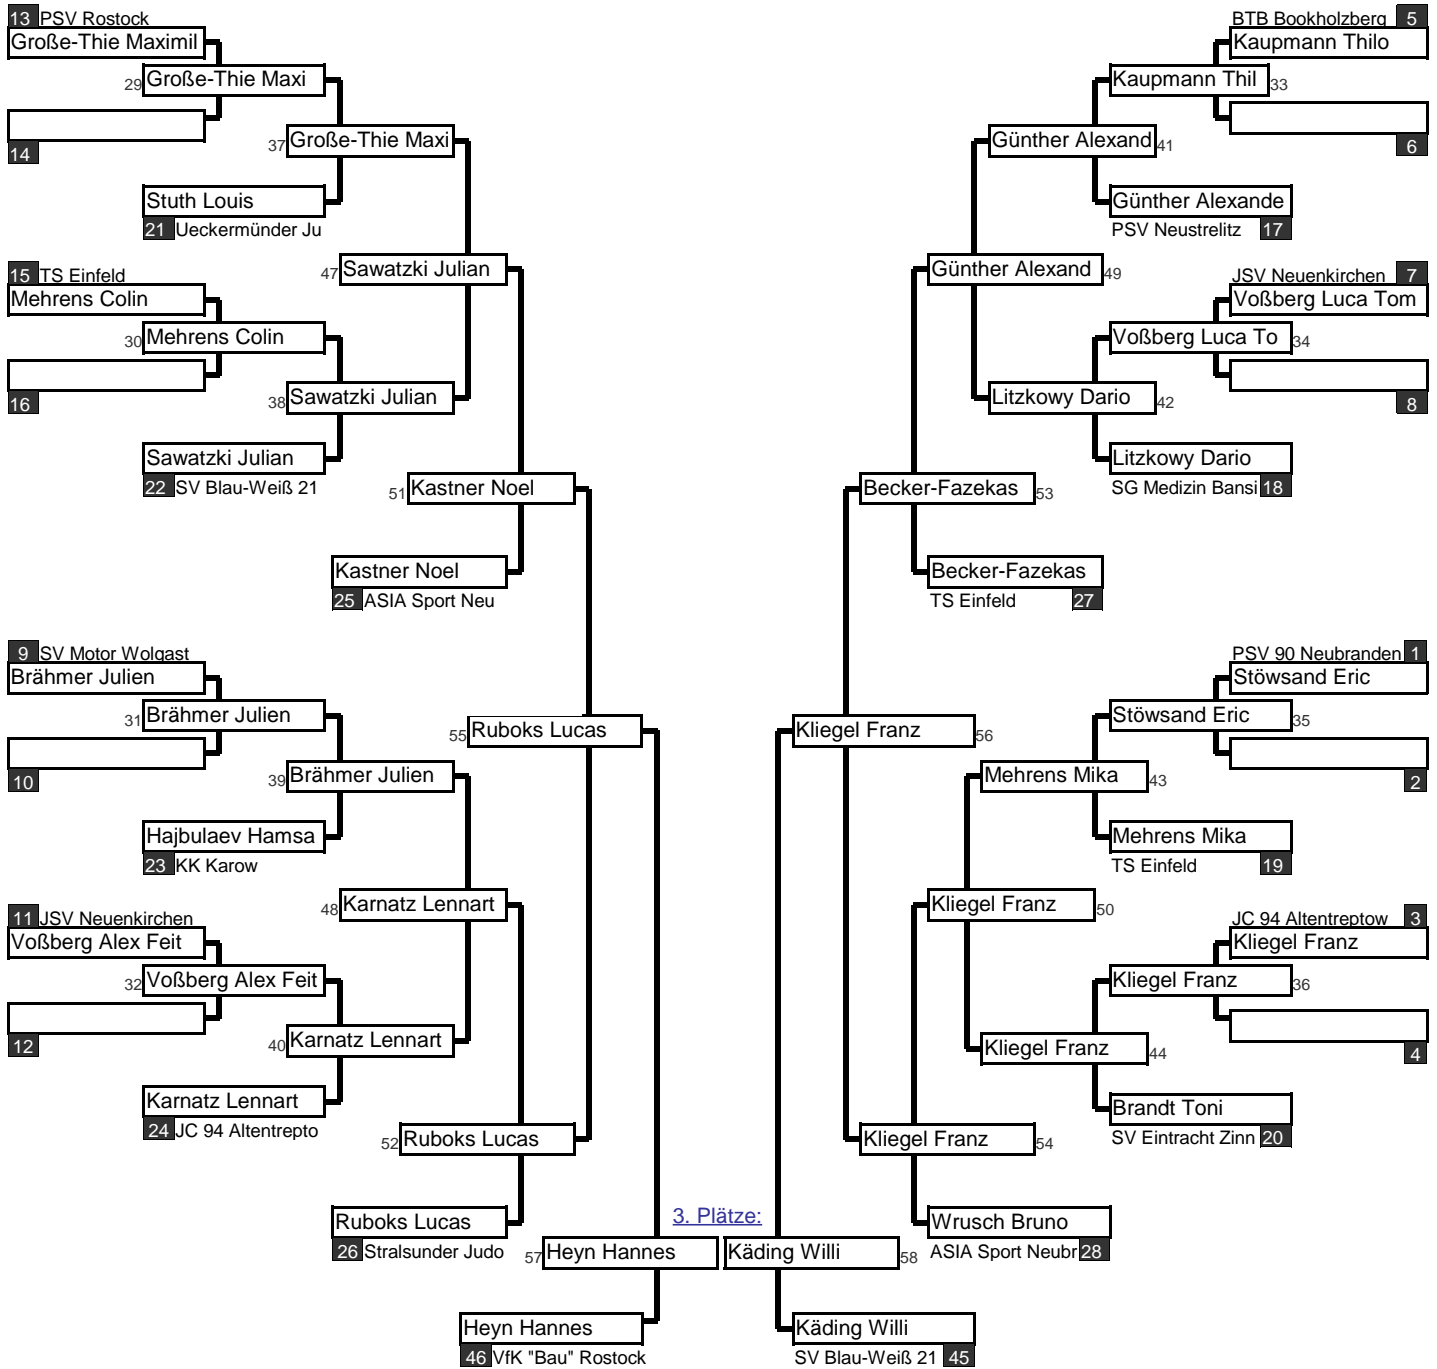 13 PSV Rostock
Große-Thie Maximil
29 Große-Thie Maxi
14
37 Große-Thie Maxi
Stuth Louis
21 Ueckermünder Ju
47 Sawatzki Julian
15 TS Einfeld
Mehrens Colin
30 Mehrens Colin
16
38 Sawatzki Julian
Sawatzki Julian
22 SV Blau-Weiß 21
51 Kastner Noel
Kastner Noel
25 ASIA Sport Neu
9 SV Motor Wolgast
Brähmer Julien
31 Brähmer Julien
10
55 Ruboks Lucas
39 Brähmer Julien
Hajbulaev Hamsa
23 KK Karow
48 Karnatz Lennart
11 JSV Neuenkirchen
Voßberg Alex Feit
32 Voßberg Alex Feit
12
40 Karnatz Lennart
Karnatz Lennart
24 JC 94 Altentrepto
52 Ruboks Lucas
Ruboks Lucas
26 Stralsunder Judo
3. Plätze:
57 Heyn Hannes
Heyn Hannes
46 VfK "Bau" Rostock
BTB Bookholzberg 5
Kaupmann Thilo
Kaupmann Thil 33
6
Günther Alexand 41
Günther Alexande
PSV Neustrelitz 17
Günther Alexand 49
JSV Neuenkirchen 7
Voßberg Luca Tom
Voßberg Luca To 34
8
Litzkowy Dario 42
Litzkowy Dario
SG Medizin Bansi 18
Becker-Fazekas 53
Becker-Fazekas
TS Einfeld 27
PSV 90 Neubranden 1
Stöwsand Eric
Stöwsand Eric 35
2
Kliegel Franz 56
Mehrens Mika 43
Mehrens Mika
TS Einfeld 19
Kliegel Franz 50
JC 94 Altentreptow 3
Kliegel Franz
Kliegel Franz 36
4
Kliegel Franz 44
Brandt Toni
SV Eintracht Zinn 20
Kliegel Franz 54
Wrusch Bruno
ASIA Sport Neubr 28
Käding Willi 58
Käding Willi
SV Blau-Weiß 21 45